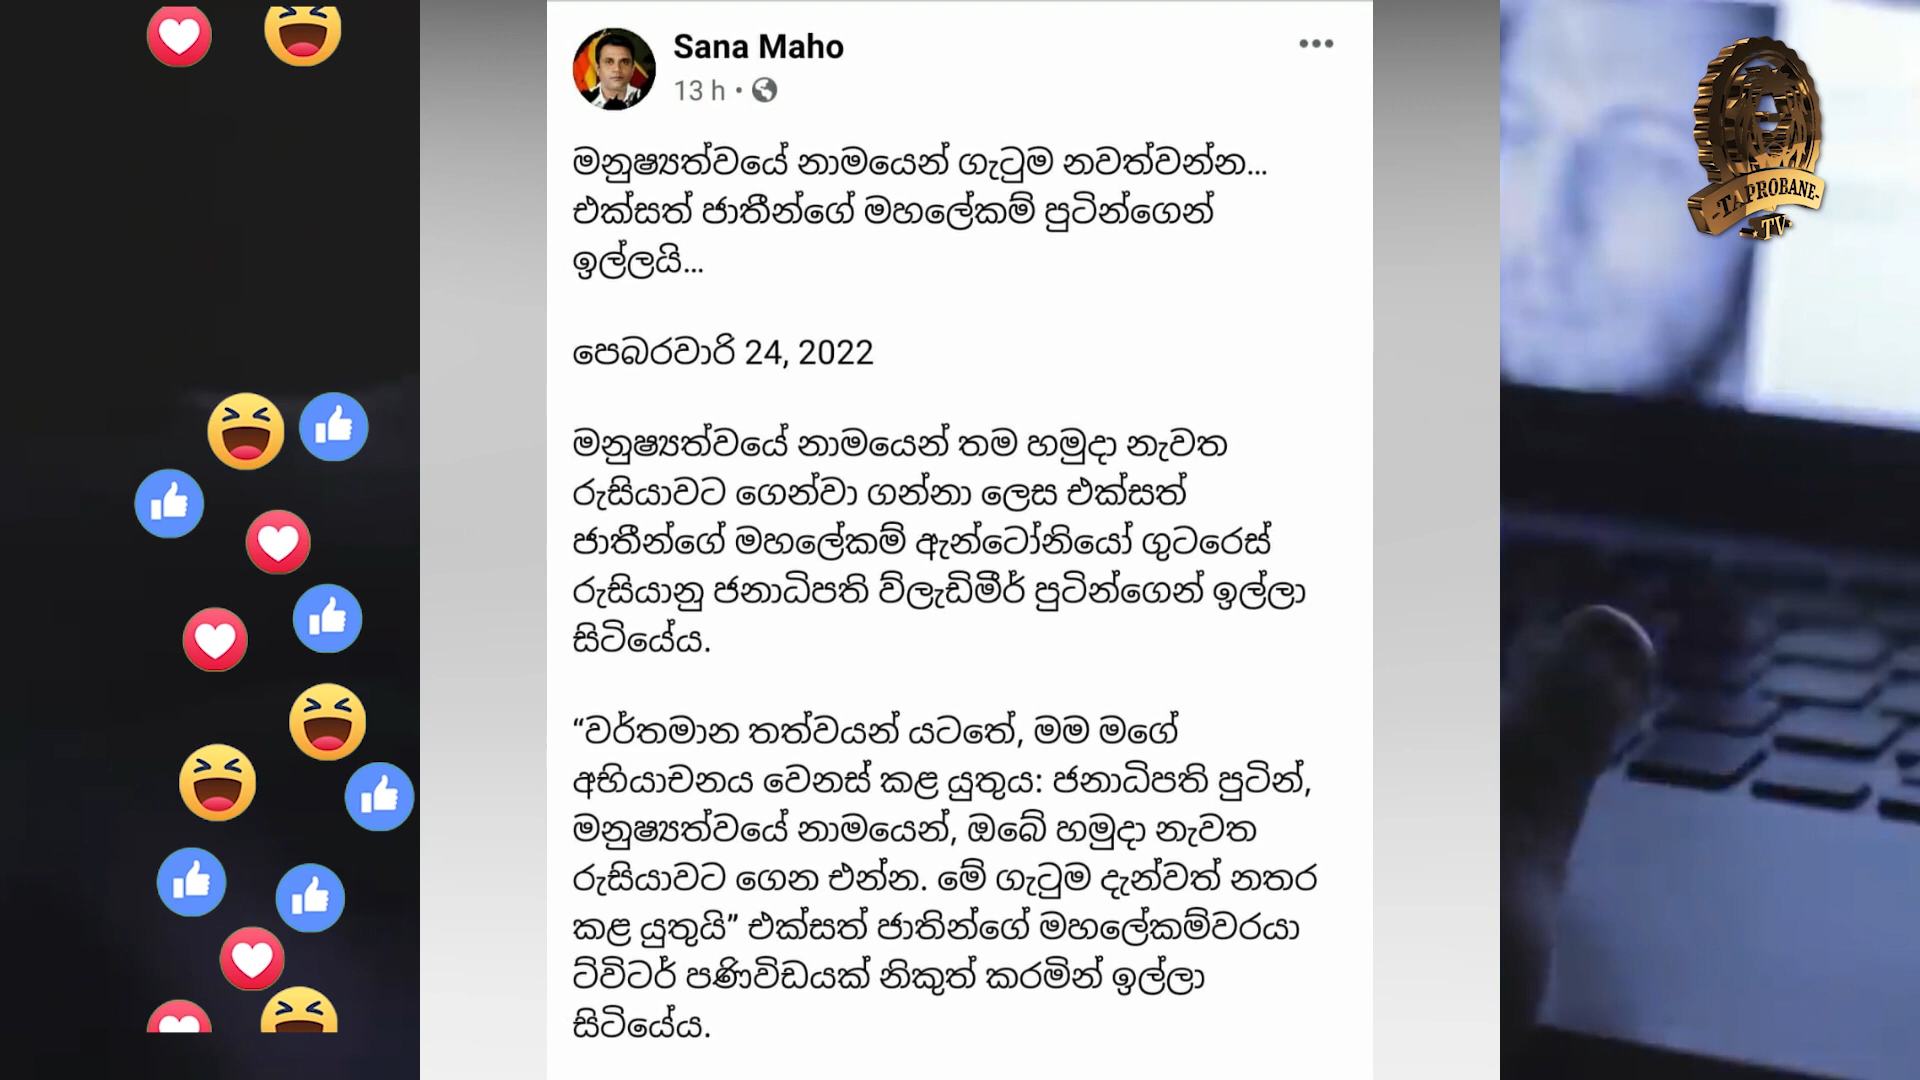 Sana Maho
13 h
මනුෂ්‍යත්වයේ නාමයෙන් ගැටුම නවත්වන්න...
එක්සත් ජාතීන්ගේ මහලේකම් පුටින්ගෙන්
ඉල්ලයි...
පෙබරවාරි 24, 2022
මනුෂ්‍යත්වයේ නාමයෙන් තම හමුදා නැවත
රුසියාවට ගෙන්වා ගන්නා ලෙස එක්සත්
ජාතීන්ගේ මහලේකම් ඇන්ටෝනියෝ ගුටරෙස්
රුසියානු ජනාධිපති ව්ලැඩිමීර් පුටින්ගෙන් ඉල්ලා
සිටියේය.
“වර්තමාන තත්වයන් යටතේ, මම මගේ
අභියාචනය වෙනස් කළ යුතුය: ජනාධිපති පුටින්,
මනුෂ්‍යත්වයේ නාමයෙන්, ඔබේ හමුදා නැවත
රුසියාවට ගෙන එන්න. මේ ගැටුම දැන්වත් නතර
කළ යුතුයි” එක්සත් ජාතින්ගේ මහලේකම්වරයා
ට්විටර් පණිවිඩයක් නිකුත් කරමින් ඉල්ලා
සිටියේය.
-TAPROBANE-
TV